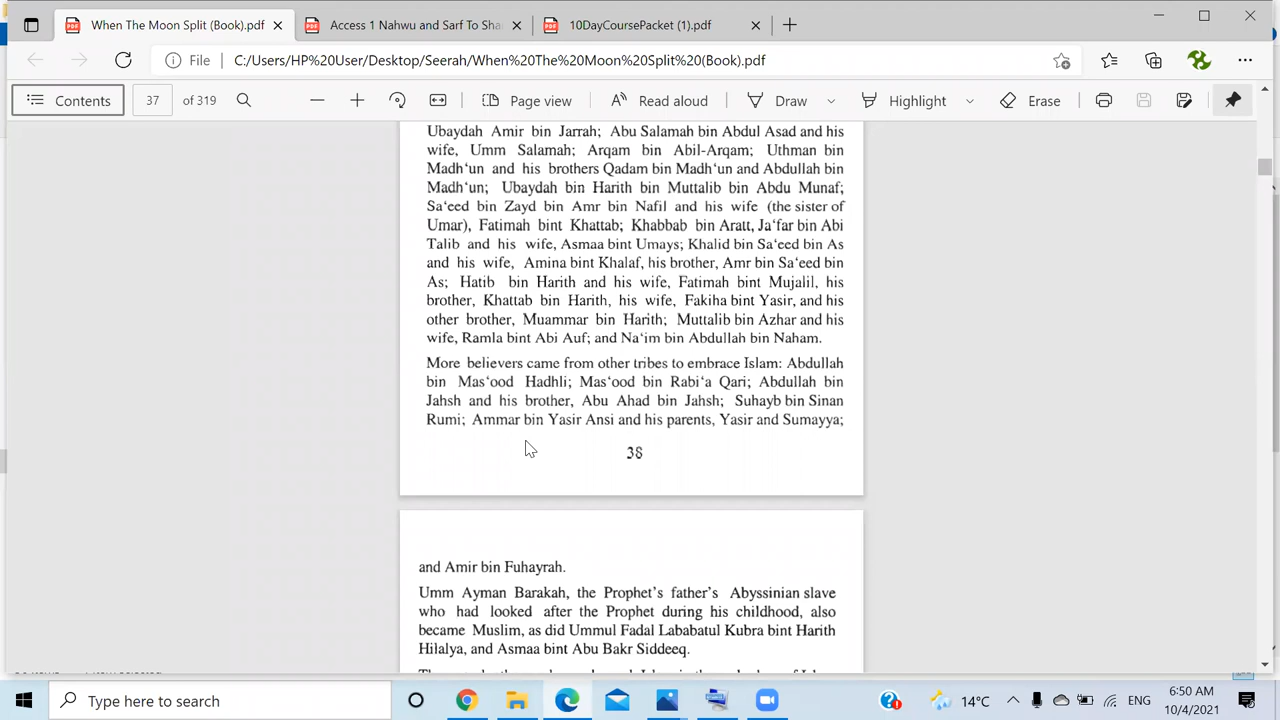 When The Moon Split (Book).pdf
Access 1 Nahwu and Sarf To Sha
10DayCoursePacket (1).pdf
File
C:/Users/HP%20User/Desktop/Seerah/When%20The%20Moon%20Split%20(Book).pdf
Contents
37
of 319
Page view
Read aloud
Draw
Highlight
Erase
Ubaydah Amir bin Jarrah; Abu Salamah bin Abdul Asad and his
wife, Umm Salamah; Arqam bin Abil-Arqam; Uthman bin
Madh‘un and his brothers Qadam bin Madh‘un and Abdullah bin
Madh‘un; Ubaydah bin Harith bin Muttalib bin Abdu Munaf;
Sa‘eed bin Zayd bin Amr bin Nafil and his wife (the sister of
Umar), Fatimah bint Khattab; Khabbab bin Aratt, Ja‘far bin Abi
Talib and his wife, Asmaa bint Umays; Khalid bin Sa‘eed bin As
and his wife, Amina bint Khalaf, his brother, Amr bin Sa‘eed bin
As; Hatib bin Harith and his wife, Fatimah bint Mujalil, his
brother, Khattab bin Harith, his wife, Fakiha bint Yasir, and his
other brother, Muammar bin Harith; Muttalib bin Azhar and his
wife, Ramla bint Abi Auf; and Na‘im bin Abdullah bin Naham.
More believers came from other tribes to embrace Islam: Abdullah
bin Mas‘ood Hadhli; Mas‘ood bin Rabi‘a Qari; Abdullah bin
Jahsh and his brother, Abu Ahad bin Jahsh; Suhayb bin Sinan
Rumi; Ammar bin Yasir Ansi and his parents, Yasir and Sumayya;
38
and Amir bin Fuhayrah.
Umm Ayman Barakah, the Prophet’s father’s Abyssinian slave
who had looked after the Prophet during his childhood, also
became Muslim, as did Ummul Fadal Lababatul Kubra bint Harith
Hilalya, and Asmaa bint Abu Bakr Siddeeq.
Type here to search
14°C
ENG
6:50 AM
10/4/2021